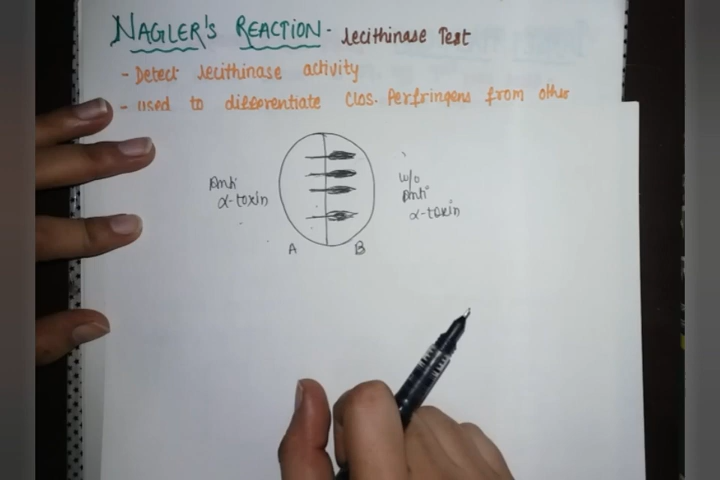 NAGLER'S REACTION - Lecithinase Test
- Detect lecithinase activity
- used to differentiate Clos. Perfringens from other
Anti
α-toxin
w/o
Anti
α-toxin
A B